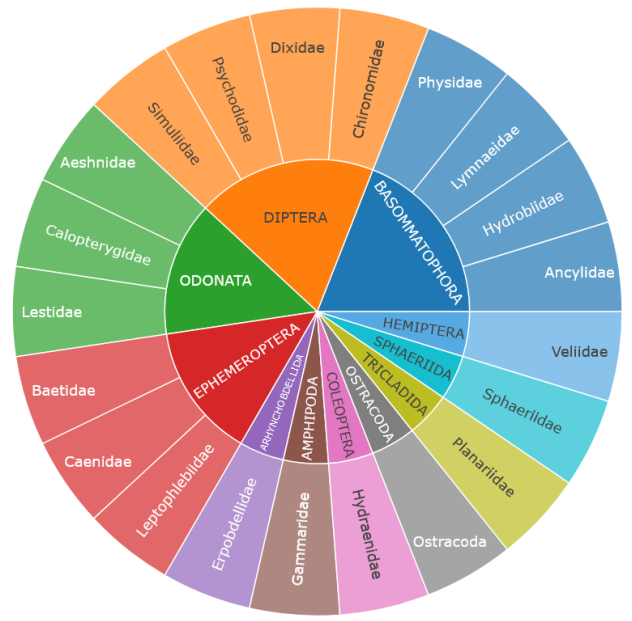 Dixidae
Chironomidae
Psychodidae
Simuliidae
Physidae
Lymnaeidae
Hydrobiidae
Ancylidae
Aeshnidae
Calopterygidae
Lestidae
DIPTERA
BASOMMATOPHORA
ODONATA
HEMIPTERA
SPHAERIIDA
TRICLADIDA
OSTRACODA
COLEOPTERA
AMPHIPODA
ARHYNCHOBDELLIDA
EPHEMEROPTERA
Veliidae
Sphaeriidae
Planariidae
Ostracoda
Hydraenidae
Gammaridae
Erpobdellidae
Leptophlebiidae
Caenidae
Baetidae